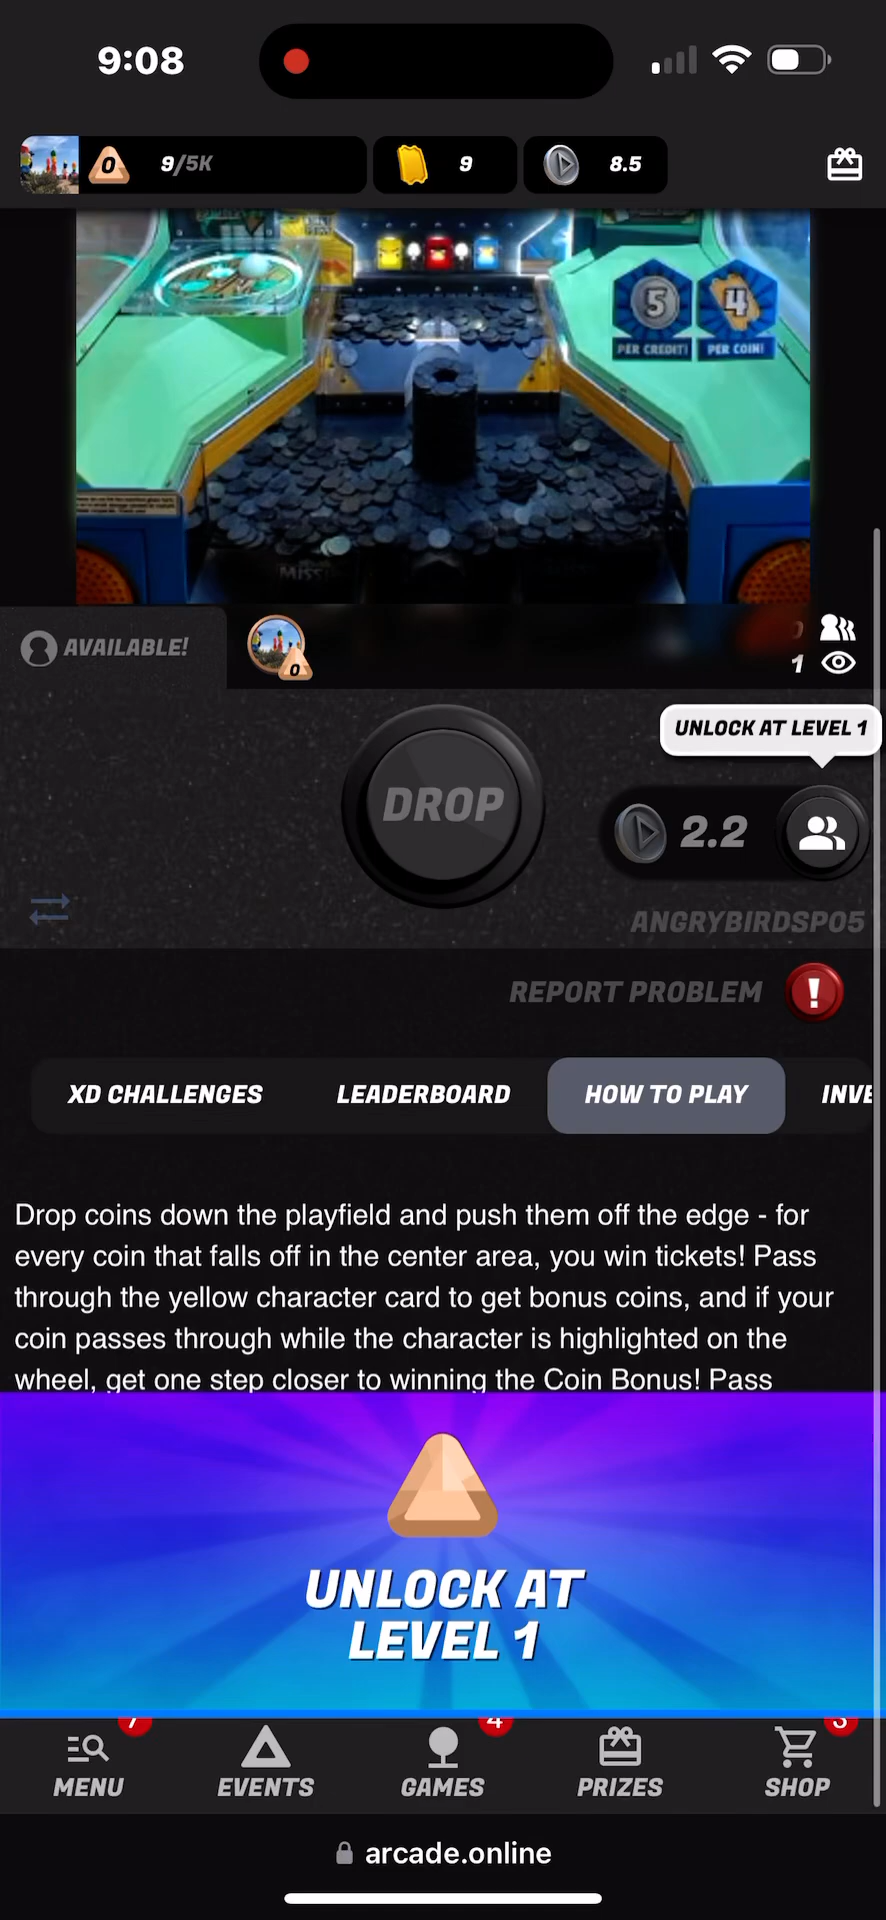 9:08
0 9/5K 9 8.5
5 4
PER CREDIT! PER COIN!
AVAILABLE!
0
1
UNLOCK AT LEVEL 1
DROP
2.2
ANGRYBIRDSP05
REPORT PROBLEM !
XD CHALLENGES LEADERBOARD HOW TO PLAY INVE
Drop coins down the playfield and push them off the edge - for
every coin that falls off in the center area, you win tickets! Pass
through the yellow character card to get bonus coins, and if your
coin passes through while the character is highlighted on the
wheel, get one step closer to winning the Coin Bonus! Pass
UNLOCK AT
LEVEL 1
7 4 3
MENU EVENTS GAMES PRIZES SHOP
arcade.online